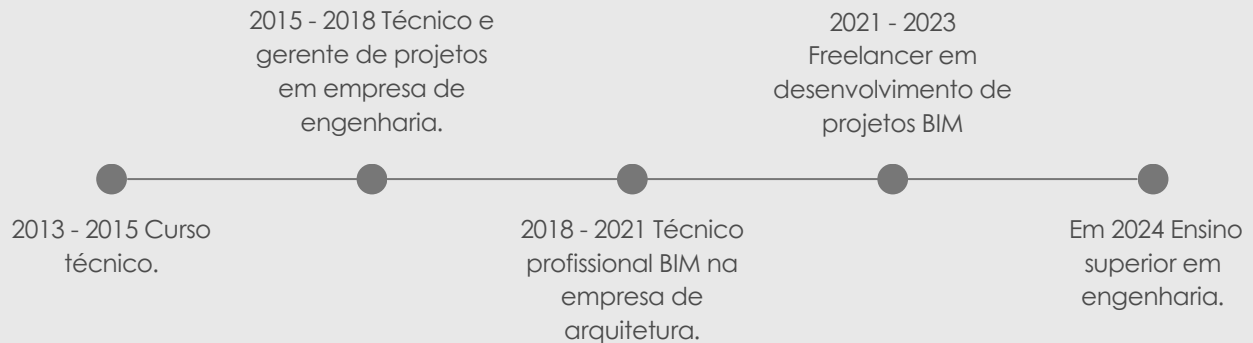 2015 - 2018 Técnico e
gerente de projetos
em empresa de
engenharia.
2021 - 2023
Freelancer em
desenvolvimento de
projetos BIM
2013 - 2015 Curso
técnico.
2018 - 2021 Técnico
profissional BIM na
empresa de
arquitetura.
Em 2024 Ensino
superior em
engenharia.